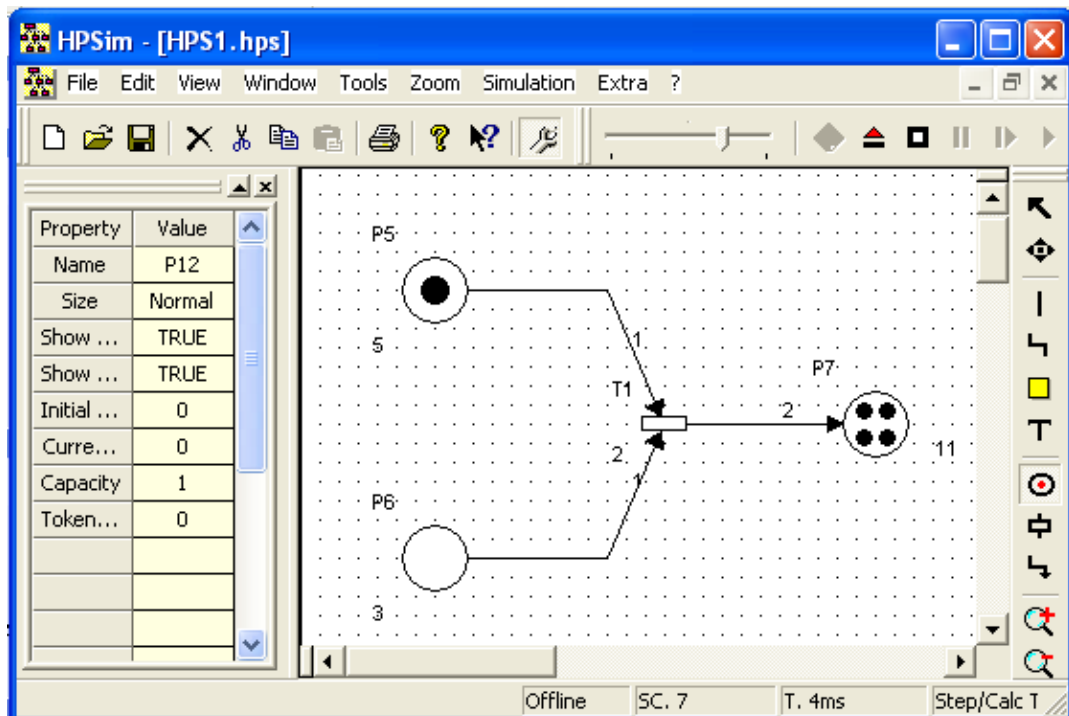 HPSim - [HPS1.hps]
File Edit View Window Tools Zoom Simulation Extra ?
Property Value
Name P12
Size Normal
Show ... TRUE
Show ... TRUE
Initial ... 0
Curre... 0
Capacity 1
Token... 0
P5
5
1
T1
P7
2
11
2
1
P6
3
Offline SC. 7 T. 4ms Step/Calc T